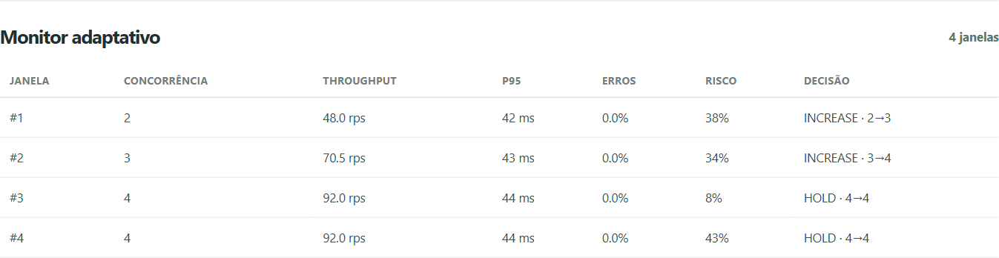 Monitor adaptativo 4 janelas
JANELA CONCORRÊNCIA THROUGHPUT P95 ERROS RISCO DECISÃO
#1 2 48.0 rps 42 ms 0.0% 38% INCREASE · 2→3
#2 3 70.5 rps 43 ms 0.0% 34% INCREASE · 3→4
#3 4 92.0 rps 44 ms 0.0% 8% HOLD · 4→4
#4 4 92.0 rps 44 ms 0.0% 43% HOLD · 4→4